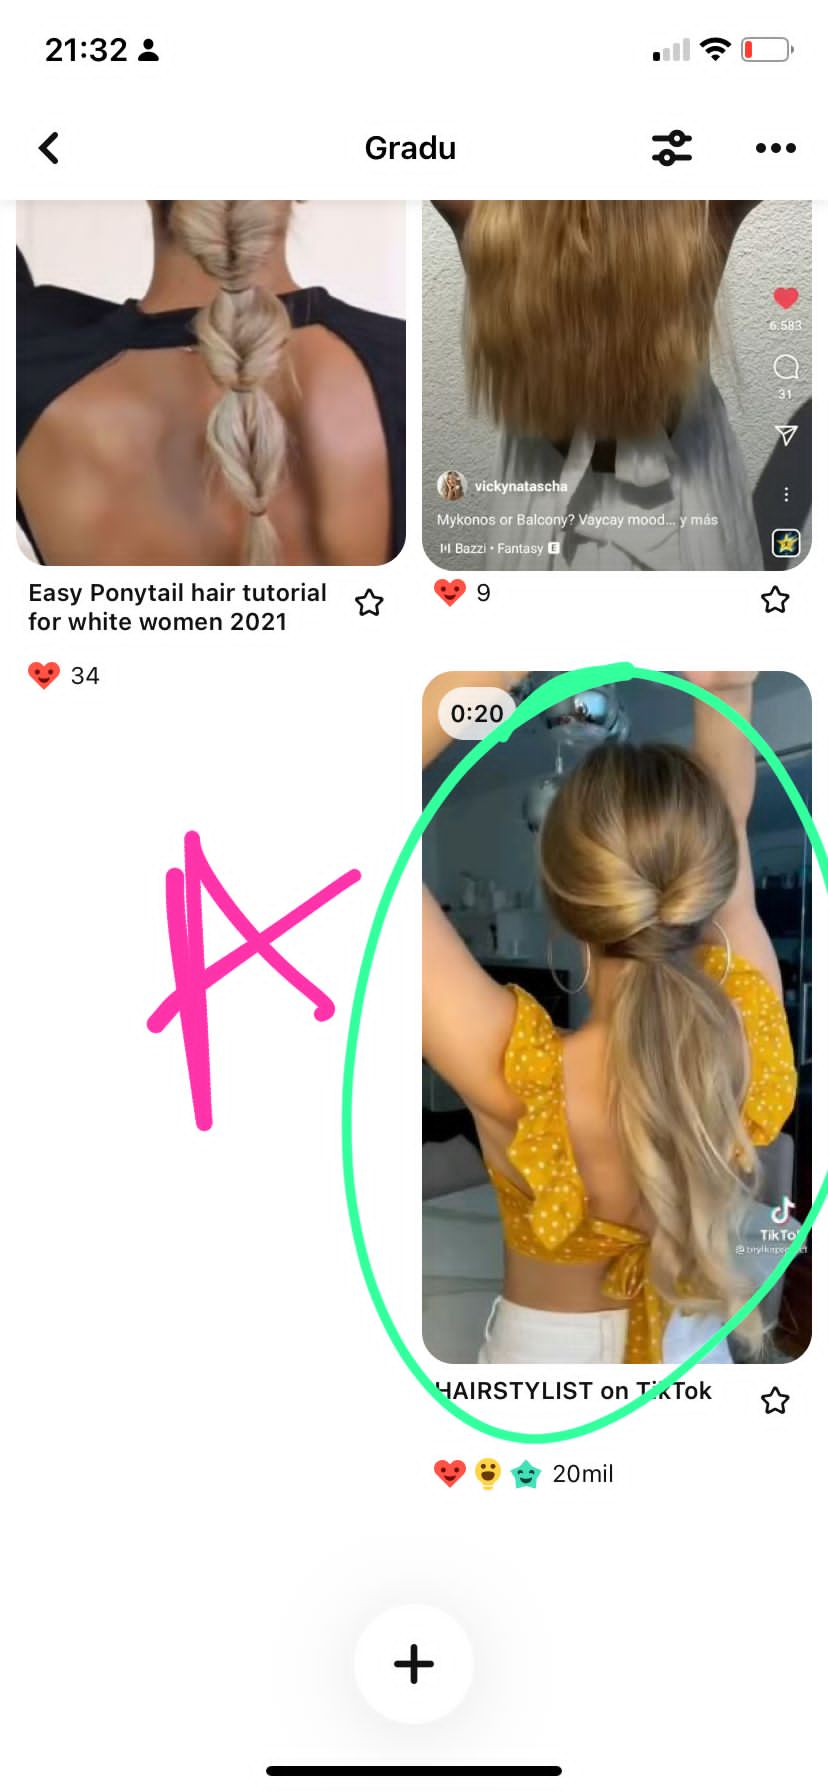 21:32
Gradu
6.583
31
vickynatascha
Mykonos or Balcony? Vaycay mood... y más
Bazzi • Fantasy E
Easy Ponytail hair tutorial
for white women 2021
34
9
0:20
A
TikTo
HAIRSTYLIST on TikTok
20mil